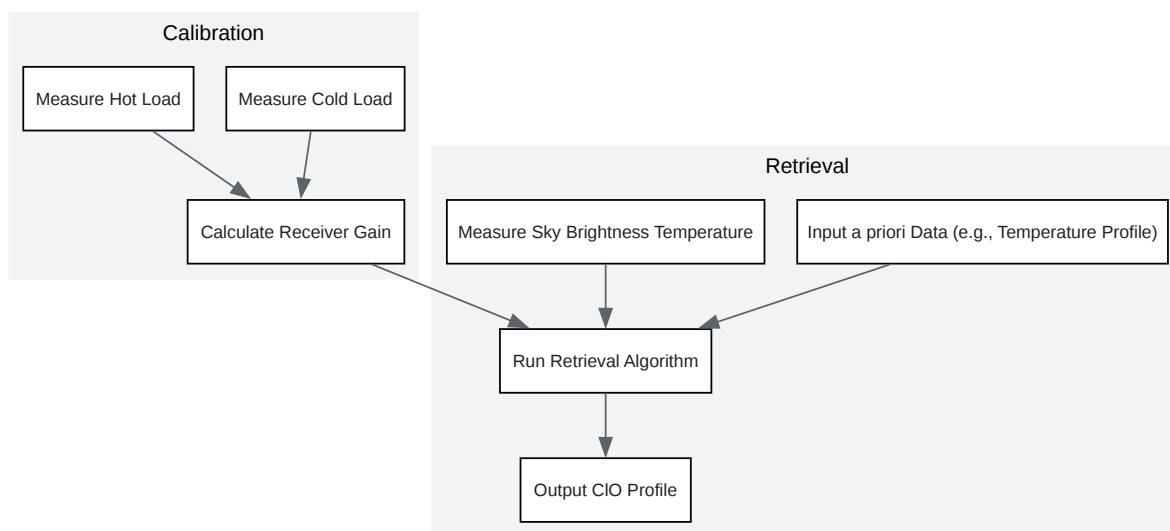 Calibration
Measure Hot Load
Measure Cold Load
Calculate Receiver Gain
Retrieval
Measure Sky Brightness Temperature
Input a priori Data (e.g., Temperature Profile)
Run Retrieval Algorithm
Output ClO Profile